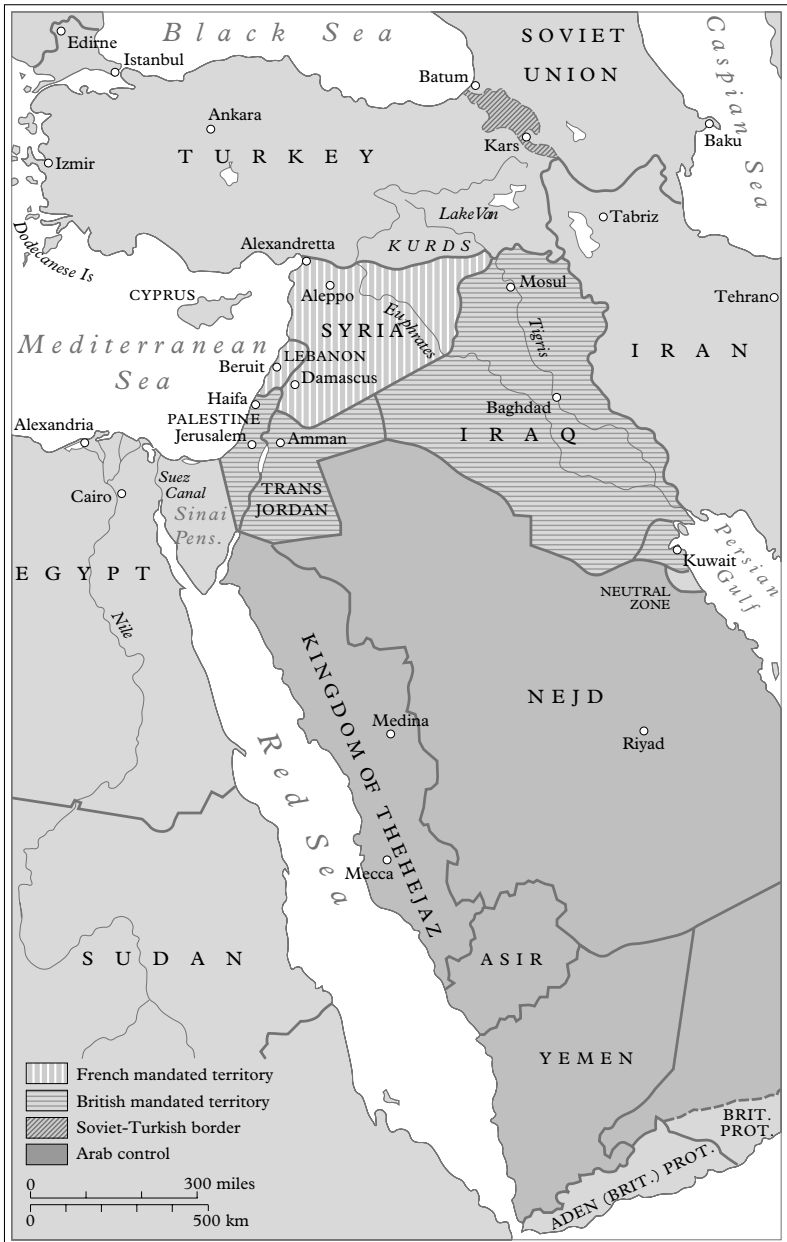 Black Sea
SOVIET
UNION
Caspian Sea
Edirne
Istanbul
Batum
Ankara
Kars
Baku
TURKEY
Izmir
Lake Van
Tabriz
Dodecanese Is
Alexandretta
KURDS
CYPRUS
Aleppo
Mosul
Tehran
Euphrates
SYRIA
Tigris
Mediterranean
Sea
IRAN
LEBANON
Beruit
Damascus
Haifa
PALESTINE
Baghdad
Alexandria
Jerusalem
Amman
IRAQ
Suez
Canal
Cairo
TRANS
JORDAN
Sinai
Pens.
Kuwait
Persian
Gulf
EGYPT
NEUTRAL
ZONE
Nile
KINGDOM OF THEHEJAZ
NEJD
Medina
Riyad
Red Sea
Mecca
SUDAN
ASIR
YEMEN
French mandated territory
British mandated territory
Soviet-Turkish border
Arab control
BRIT.
PROT.
ADEN (BRIT.) PROT.
0 300 miles
0 500 km